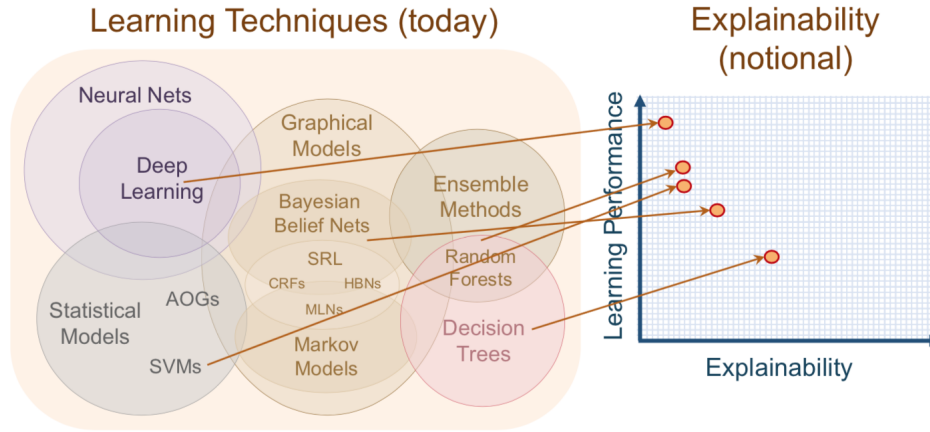 Learning Techniques (today)
Neural Nets
Deep
Learning
Graphical
Models
Bayesian
Belief Nets
SRL
CRFs
HBNs
MLNs
Markov
Models
Ensemble
Methods
Random
Forests
Decision
Trees
Statistical
Models
AOGs
SVMs
Explainability
(notional)
Learning Performance
Explainability